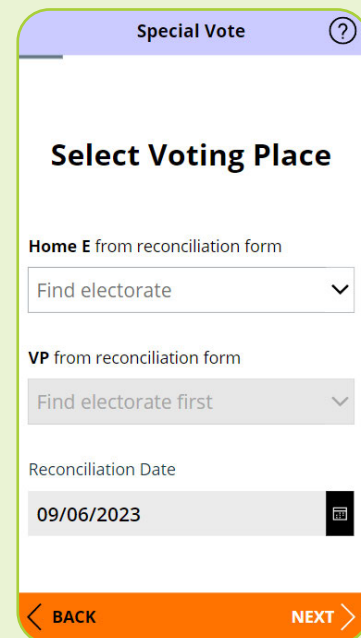 Special Vote ?
Select Voting Place
Home E from reconciliation form
Find electorate
VP from reconciliation form
Find electorate first
Reconciliation Date
09/06/2023
BACK NEXT